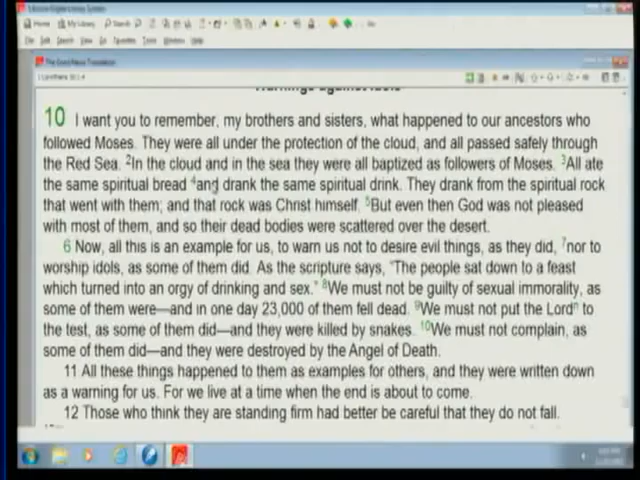 The Good News Translation
Warnings against Idols
10 I want you to remember, my brothers and sisters, what happened to our ancestors who
followed Moses. They were all under the protection of the cloud, and all passed safely through
the Red Sea. 2In the cloud and in the sea they were all baptized as followers of Moses. 3All ate
the same spiritual bread 4and drank the same spiritual drink. They drank from the spiritual rock
that went with them; and that rock was Christ himself. 5But even then God was not pleased
with most of them, and so their dead bodies were scattered over the desert.
6 Now, all this is an example for us, to warn us not to desire evil things, as they did, 7nor to
worship idols, as some of them did. As the scripture says, “The people sat down to a feast
which turned into an orgy of drinking and sex.” 8We must not be guilty of sexual immorality, as
some of them were—and in one day 23,000 of them fell dead. 9We must not put the Lord to
the test, as some of them did—and they were killed by snakes. 10We must not complain, as
some of them did—and they were destroyed by the Angel of Death.
11 All these things happened to them as examples for others, and they were written down
as a warning for us. For we live at a time when the end is about to come.
12 Those who think they are standing firm had better be careful that they do not fall.